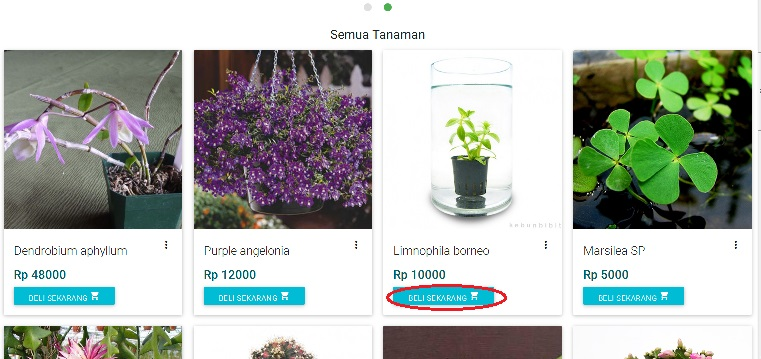 Semua Tanaman
Dendrobium aphyllum
Purple angelonia
Limnophila borneo
Marsilea SP
Rp 48000
Rp 12000
Rp 10000
Rp 5000
BELI SEKARANG
BELI SEKARANG
BELI SEKARANG
BELI SEKARANG